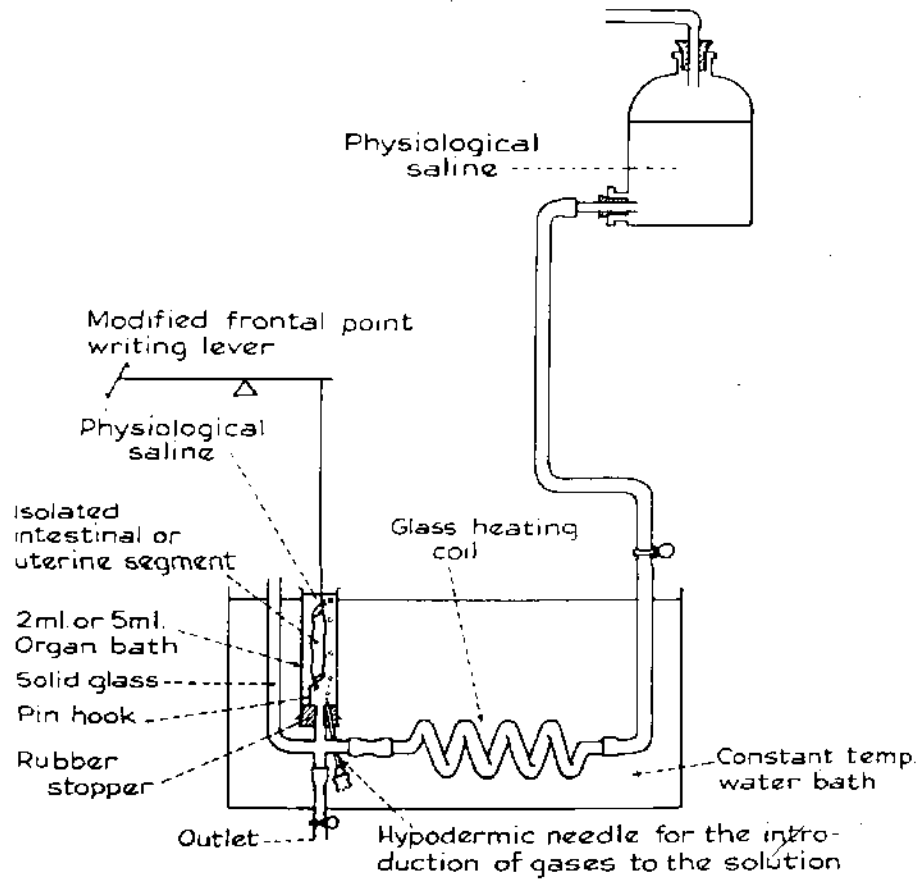 Physiological
saline
Modified frontal point
writing lever
Physiological
saline
Isolated
intestinal or
uterine segment
Glass heating
coil
2ml. or 5ml.
Organ bath
Solid glass
Pin hook
Rubber
stopper
Constant temp.
water bath
Outlet
Hypodermic needle for the intro-
duction of gases to the solution